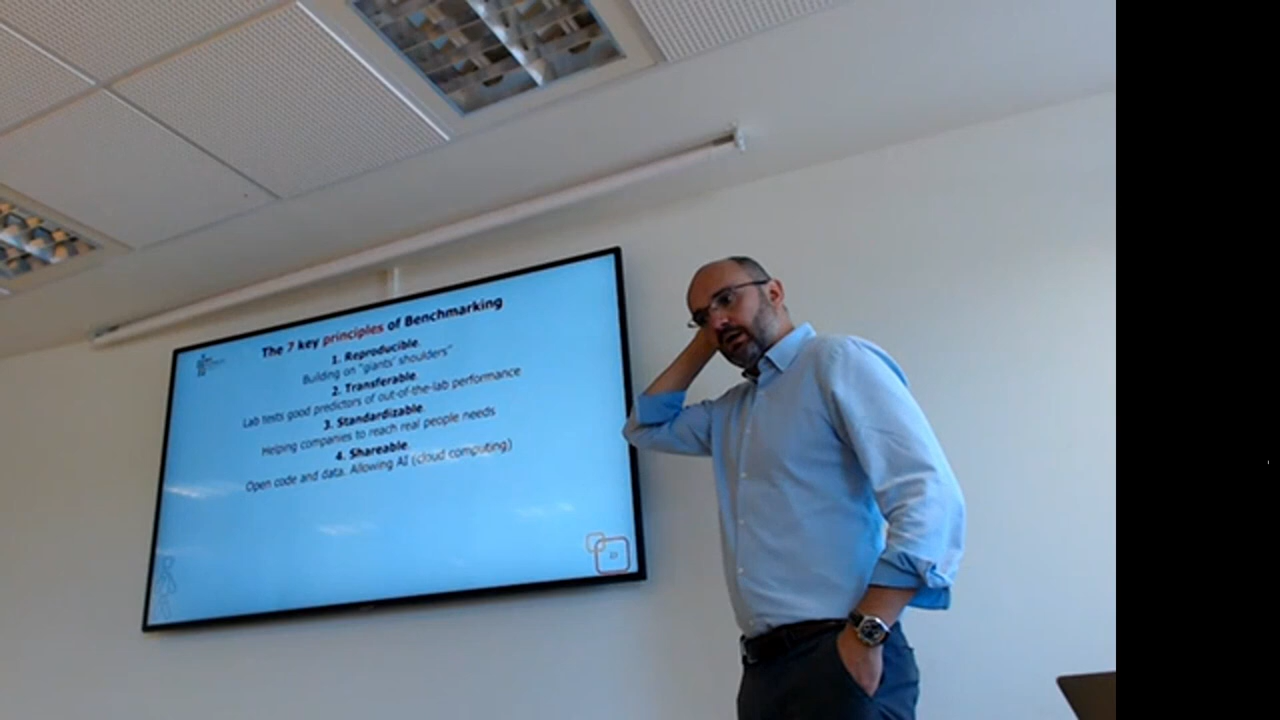 The 7 key principles of Benchmarking
1. Reproducible.
Building on "giants' shoulders"
2. Transferable.
Lab tests good predictors of out-of-the-lab performance
3. Standardizable.
Helping companies to reach real people needs
4. Shareable.
Open code and data. Allowing AI (cloud computing)